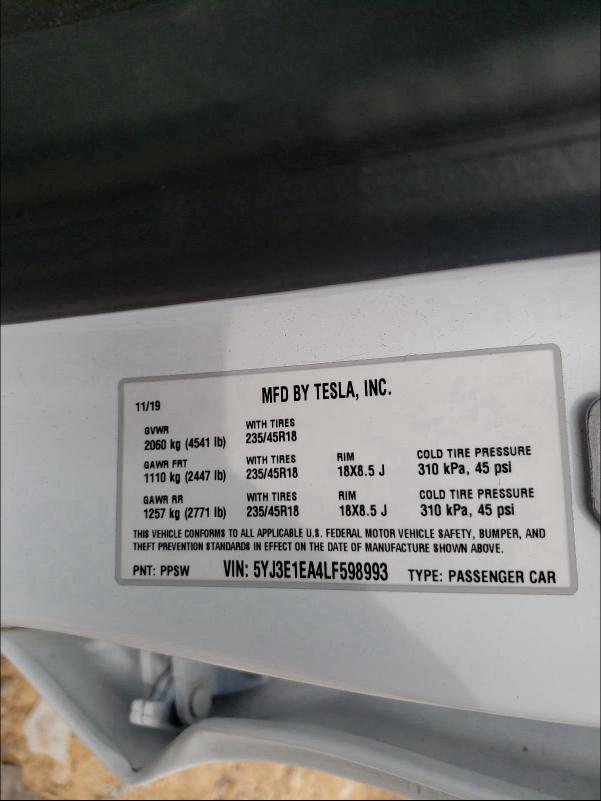 MFD BY TESLA, INC.
11/19
GVWR WITH TIRES
2060 kg (4541 lb) 235/45R18
GAWR FRT WITH TIRES RIM COLD TIRE PRESSURE
1110 kg (2447 lb) 235/45R18 18X8.5 J 310 kPa, 45 psi
GAWR RR WITH TIRES RIM COLD TIRE PRESSURE
1257 kg (2771 lb) 235/45R18 18X8.5 J 310 kPa, 45 psi
THIS VEHICLE CONFORMS TO ALL APPLICABLE U.S. FEDERAL MOTOR VEHICLE SAFETY, BUMPER, AND
THEFT PREVENTION STANDARDS IN EFFECT ON THE DATE OF MANUFACTURE SHOWN ABOVE.
PNT: PPSW VIN: 5YJ3E1EA4LF598993 TYPE: PASSENGER CAR